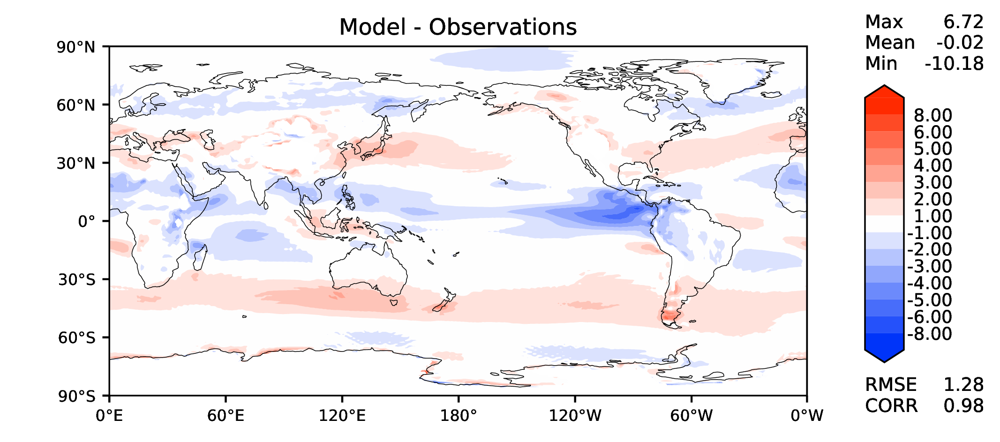 Model - Observations
Max 6.72
Mean -0.02
Min -10.18
90°N
60°N
30°N
0°
30°S
60°S
90°S
0°E 60°E 120°E 180° 120°W 60°W 0°W
8.00
6.00
5.00
4.00
3.00
2.00
1.00
-1.00
-2.00
-3.00
-4.00
-5.00
-6.00
-8.00
RMSE 1.28
CORR 0.98